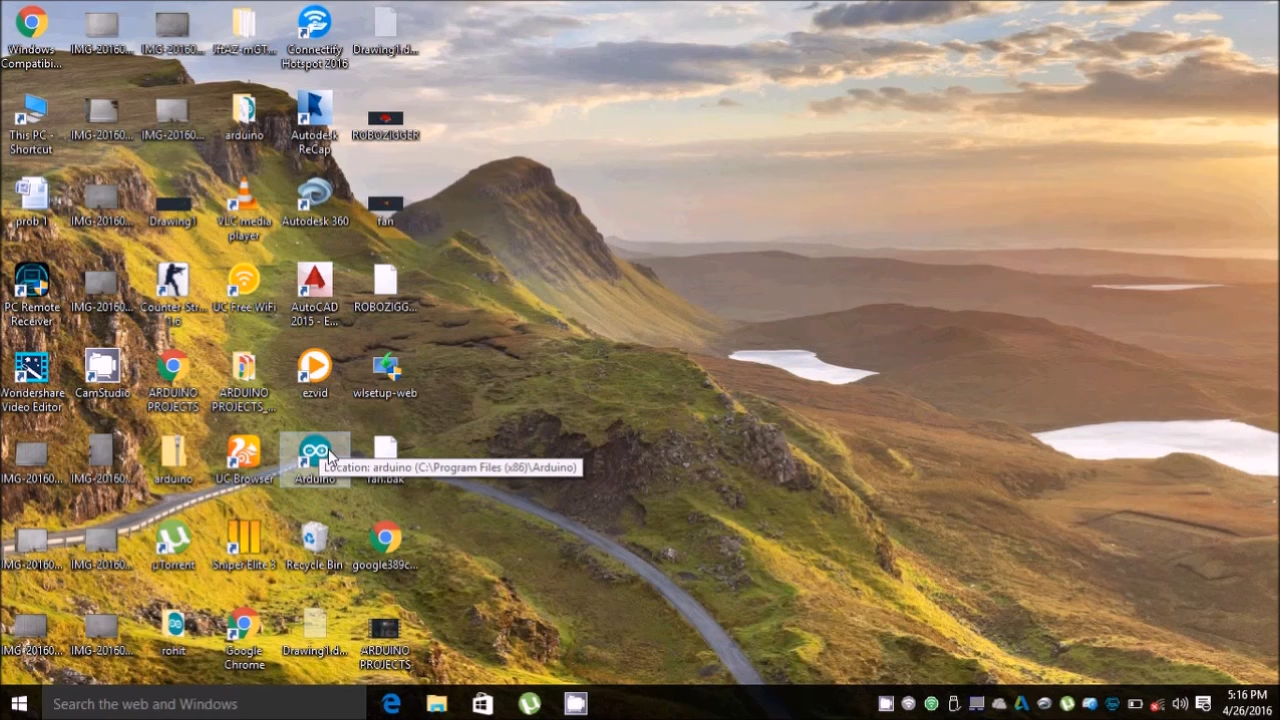 Windows
Compatibi...
IMG-20160...
IMG-20160...
Connectify
Hotspot 2016
Drawing1.d...
This PC -
Shortcut
IMG-20160...
IMG-20160...
arduino
Autodesk
ReCap
ROBOZIGGER
prob 1
IMG-20160...
Drawing1
VLC media
player
Autodesk 360
fan
PC Remote
Receiver
IMG-20160...
Counter-Str...
1.6
UC Free WiFi
AutoCAD
2015 - E...
ROBOZIGG...
Wondershare
Video Editor
CamStudio
ARDUINO
PROJECTS
ARDUINO
PROJECTS_...
ezvid
wlsetup-web
IMG-20160...
IMG-20160...
arduino
UC Browser
Arduino
fan.bak
Location: arduino (C:\Program Files (x86)\Arduino)
IMG-20160...
IMG-20160...
µTorrent
Sniper Elite 3
Recycle Bin
google389c...
IMG-20160...
IMG-20160...
rohit
Google
Chrome
Drawing1.d...
ARDUINO
PROJECTS
Search the web and Windows
5:16 PM
4/26/2016